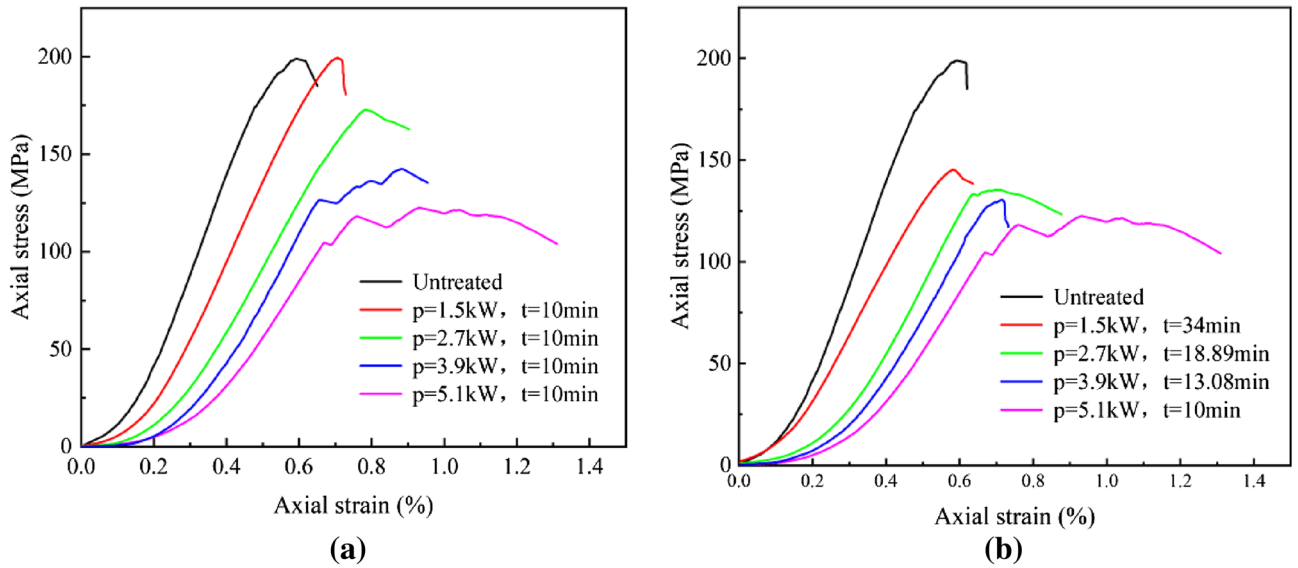 200
150
100
50
0
Axial stress (MPa)
Untreated
p=1.5kW，t=10min
p=2.7kW，t=10min
p=3.9kW，t=10min
p=5.1kW，t=10min
0.0 0.2 0.4 0.6 0.8 1.0 1.2 1.4
Axial strain (%)
(a)
200
150
100
50
0
Axial stress (MPa)
Untreated
p=1.5kW，t=34min
p=2.7kW，t=18.89min
p=3.9kW，t=13.08min
p=5.1kW，t=10min
0.0 0.2 0.4 0.6 0.8 1.0 1.2 1.4
Axial strain (%)
(b)